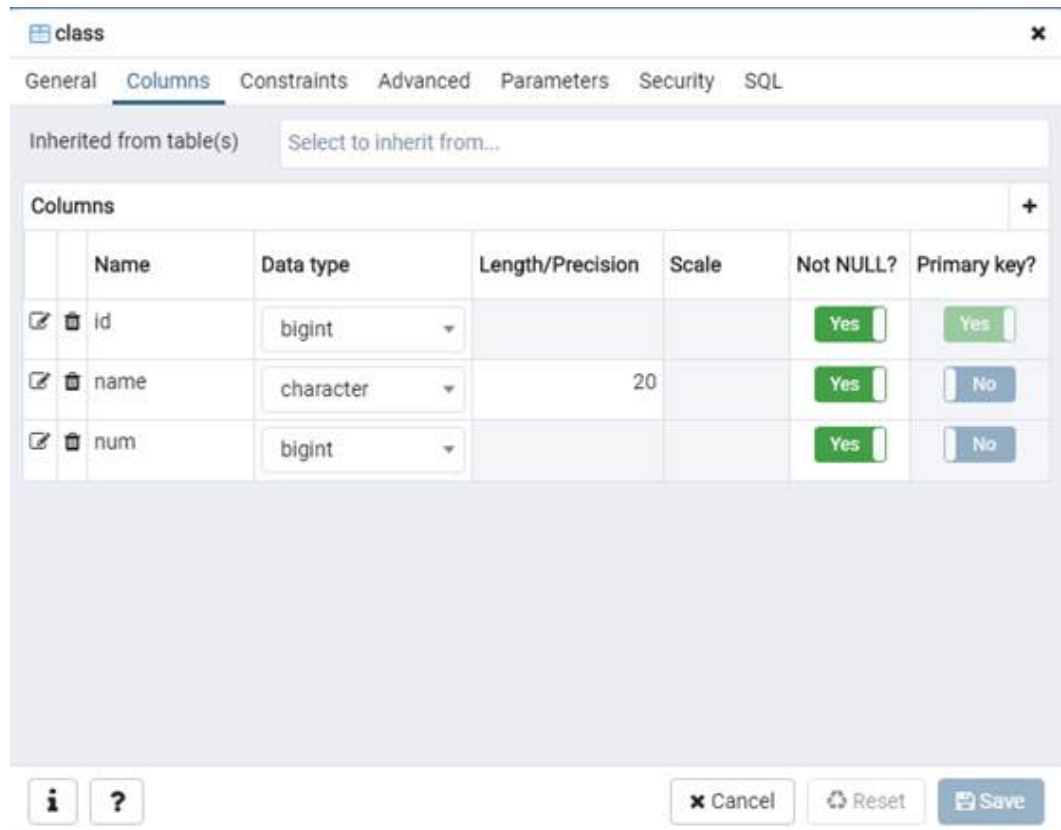 class
General Columns Constraints Advanced Parameters Security SQL
Inherited from table(s) Select to inherit from...
Columns
Name Data type Length/Precision Scale Not NULL? Primary key?
id bigint Yes Yes
name character 20 Yes No
num bigint Yes No
i ? Cancel Reset Save